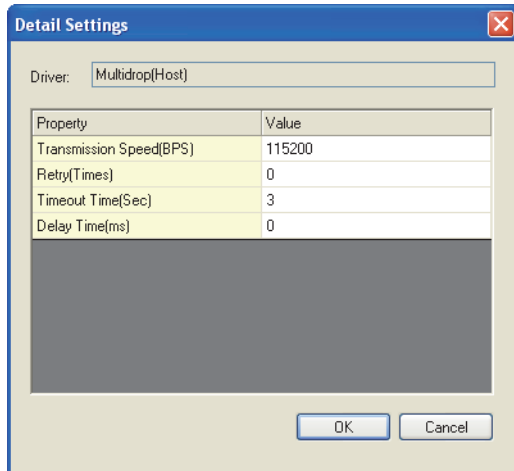 Detail Settings
Driver: Multidrop(Host)
Property Value
Transmission Speed(BPS) 115200
Retry(Times) 0
Timeout Time(Sec) 3
Delay Time(ms) 0
OK Cancel